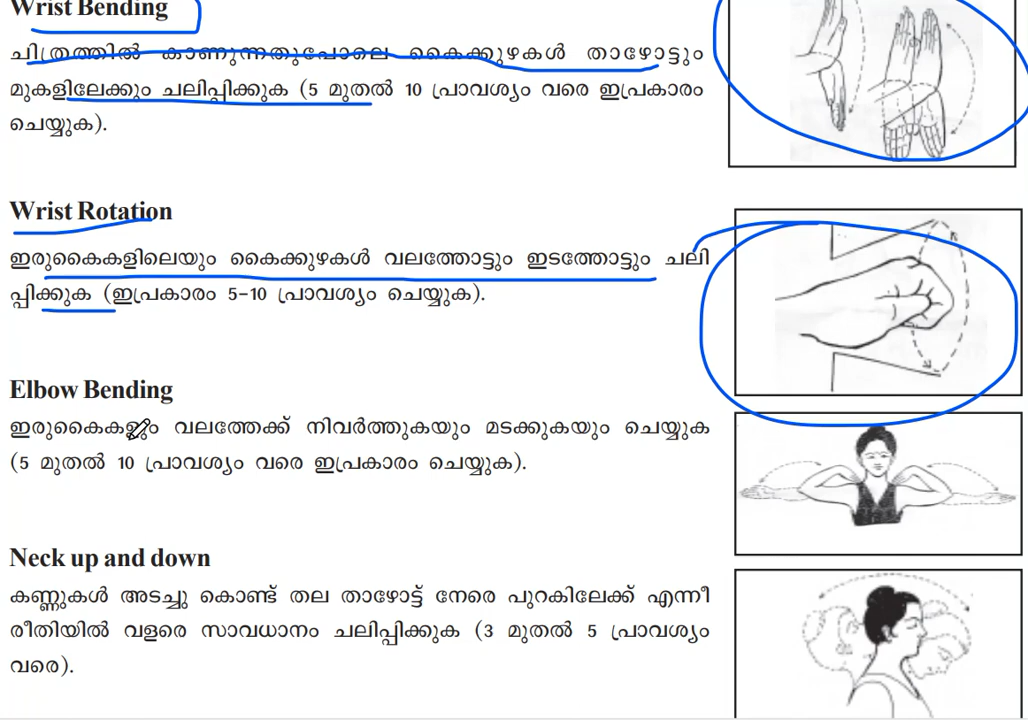 Wrist Bending
ചിത്രത്തിൽ കാണുന്നതുപോലെ കൈക്കുഴകൾ താഴോട്ടും
മുകളിലേക്കും ചലിപ്പിക്കുക (5 മുതൽ 10 പ്രാവശ്യം വരെ ഇപ്രകാരം
ചെയ്യുക).
Wrist Rotation
ഇരുകൈകളിലെയും കൈക്കുഴകൾ വലത്തോട്ടും ഇടത്തോട്ടും ചലി
പ്പിക്കുക (ഇപ്രകാരം 5-10 പ്രാവശ്യം ചെയ്യുക).
Elbow Bending
ഇരുകൈകളും വലത്തേക്ക് നിവർത്തുകയും മടക്കുകയും ചെയ്യുക
(5 മുതൽ 10 പ്രാവശ്യം വരെ ഇപ്രകാരം ചെയ്യുക).
Neck up and down
കണ്ണുകൾ അടച്ചു കൊണ്ട് തല താഴോട്ട് നേരെ പുറകിലേക്ക് എന്നീ
രീതിയിൽ വളരെ സാവധാനം ചലിപ്പിക്കുക (3 മുതൽ 5 പ്രാവശ്യം
വരെ).